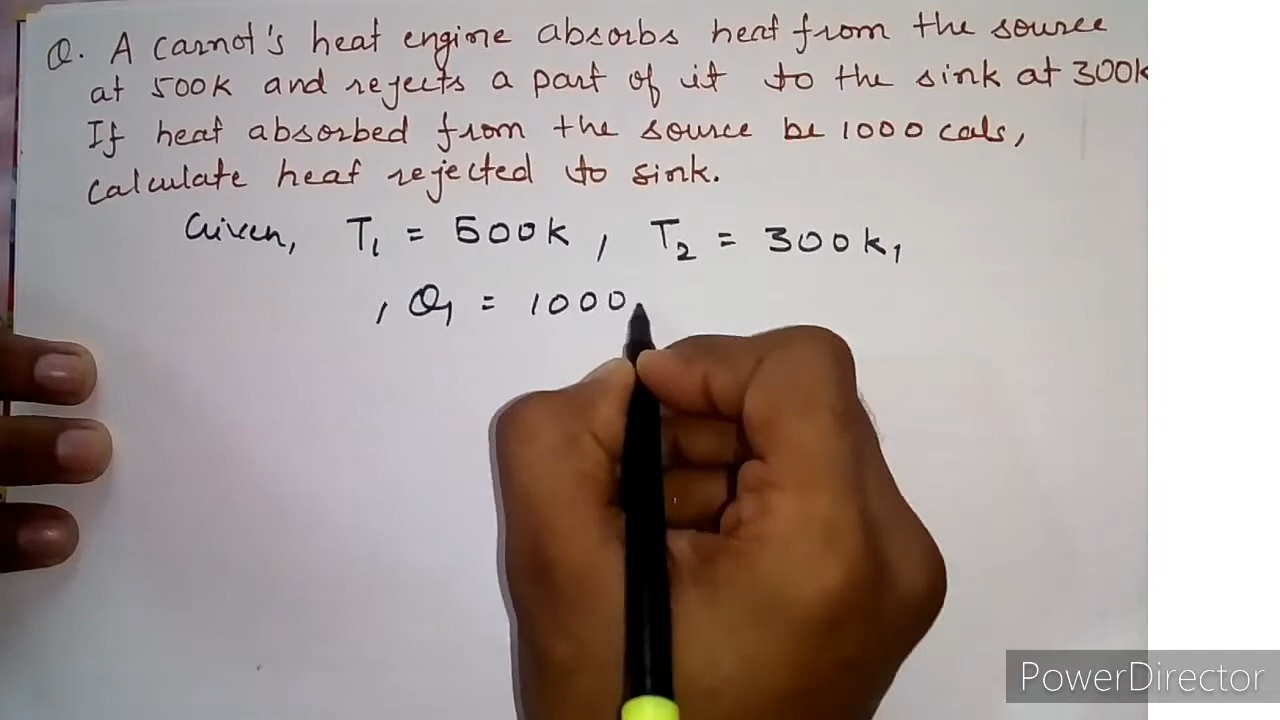 Q. A carnot's heat engine absorbs heat from the source
at 500K and rejects a part of it to the sink at 300K
If heat absorbed from the source be 1000 cals,
calculate heat rejected to sink.
Given, T1 = 500K, T2 = 300K,
, Q1 = 1000
PowerDirector